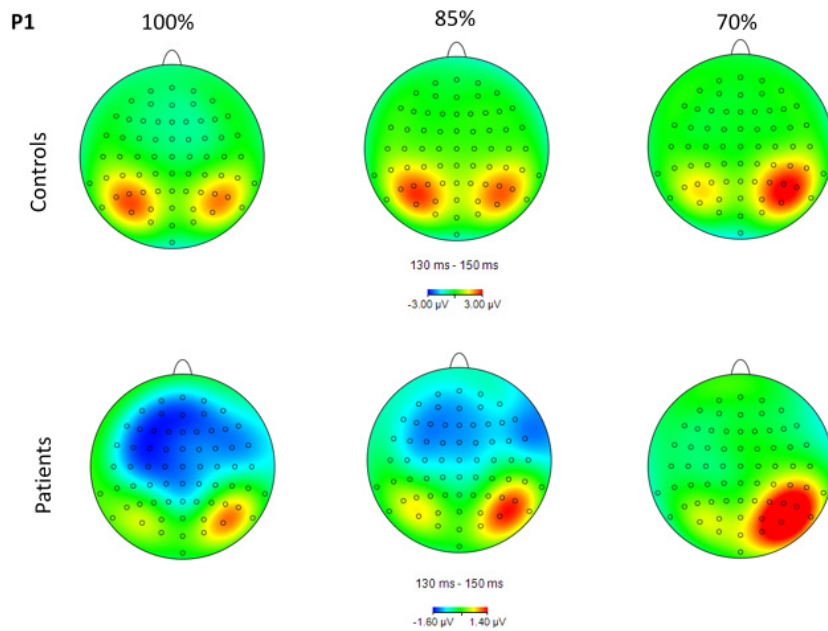 P1
100%
85%
70%
Controls
130 ms - 150 ms
-3.00 µV 3.00 µV
Patients
130 ms - 150 ms
-1.60 µV 1.40 µV